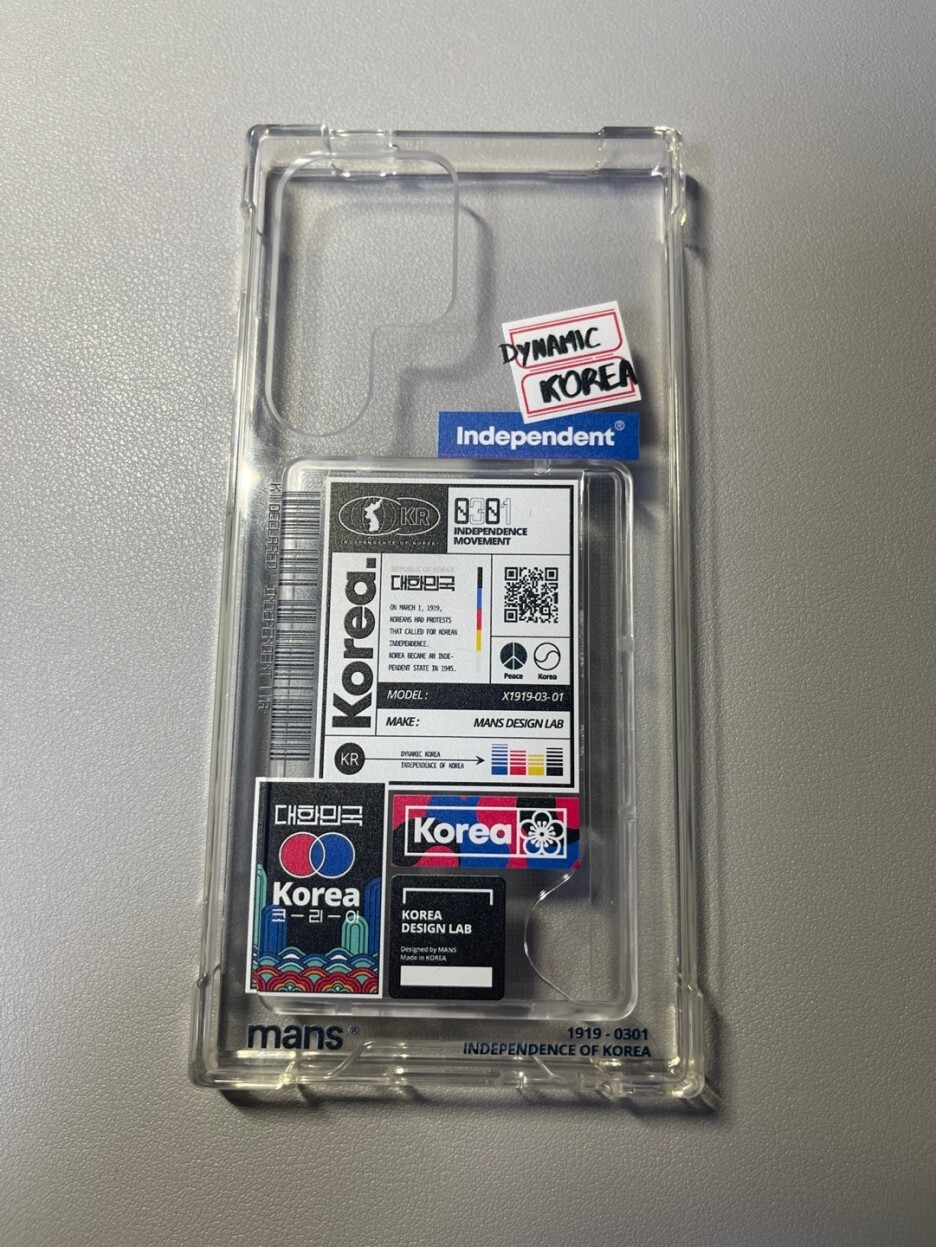 DYNAMIC
KOREA
Independent®
KR
0301
INDEPENDENCE
MOVEMENT
INDEPENDENCE OF KOREA
Korea.
REPUBLIC OF KOREA
대한민국
ON MARCH 1, 1919,
KOREANS HAD PROTESTS
THAT CALLED FOR KOREAN
INDEPENDENCE.
KOREA BECAME AN INDE-
PENDENT STATE IN 1945.
Peace
Korea
MODEL :
X1919-03-01
MAKE :
MANS DESIGN LAB
KR
DYNAMIC KOREA
INDEPENDENCE OF KOREA
대한민국
Korea
코-리-아
Korea
KOREA
DESIGN LAB
Designed by MANS
Made in KOREA
mans®
1919 - 0301
INDEPENDENCE OF KOREA